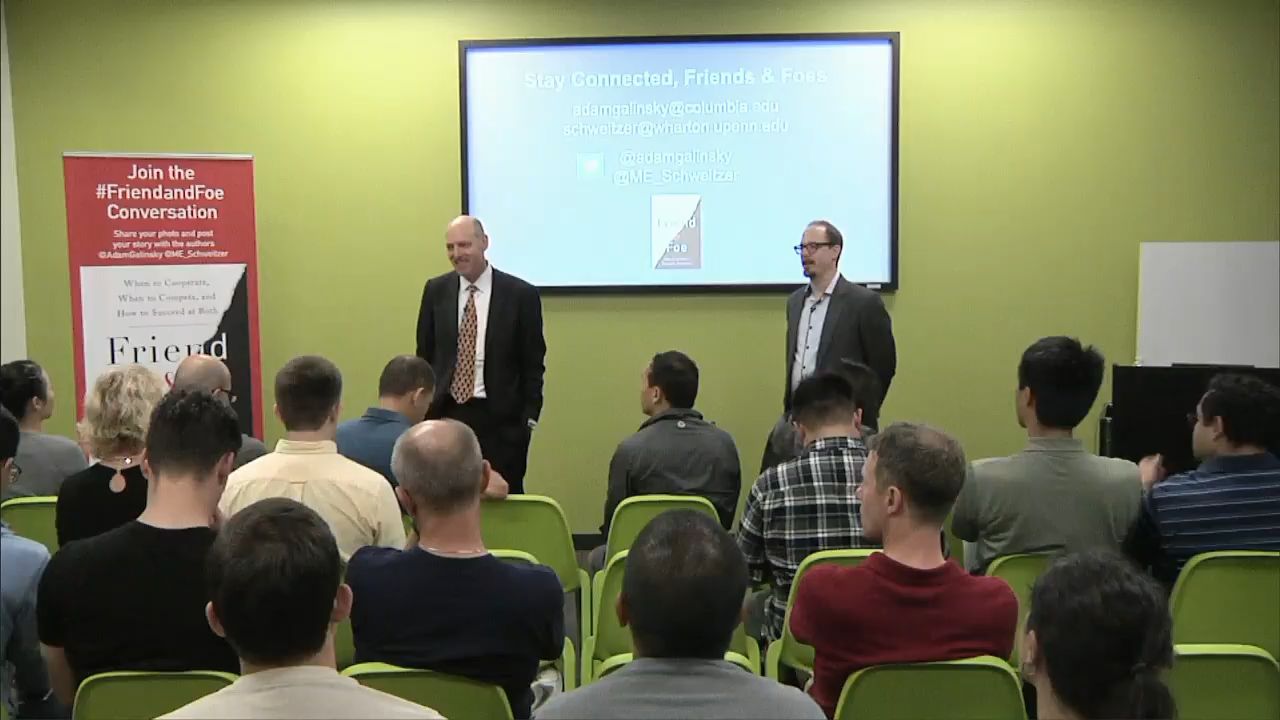 Join the
#FriendandFoe
Conversation
Share your photo and post
your story with the authors
@AdamGalinsky @ME_Schweitzer
When to Cooperate,
When to Compete, and
How to Succeed at Both
Friend
&
Stay Connected, Friends & Foes
adamgalinsky@columbia.edu
schweitzer@wharton.upenn.edu
@adamgalinsky
@ME_Schweitzer
Friend
Foe